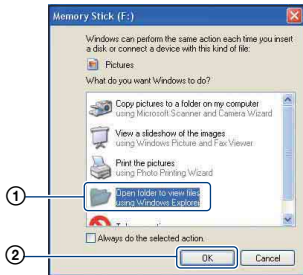 Memory Stick (F:)
Windows can perform the same action each time you insert
a disk or connect a device with this kind of file:
Pictures
What do you want Windows to do?
Copy pictures to a folder on my computer
using Microsoft Scanner and Camera Wizard
View a slideshow of the images
using Windows Picture and Fax Viewer
Print the pictures
using Photo Printing Wizard
① Open folder to view files
using Windows Explorer
Always do the selected action.
② OK Cancel